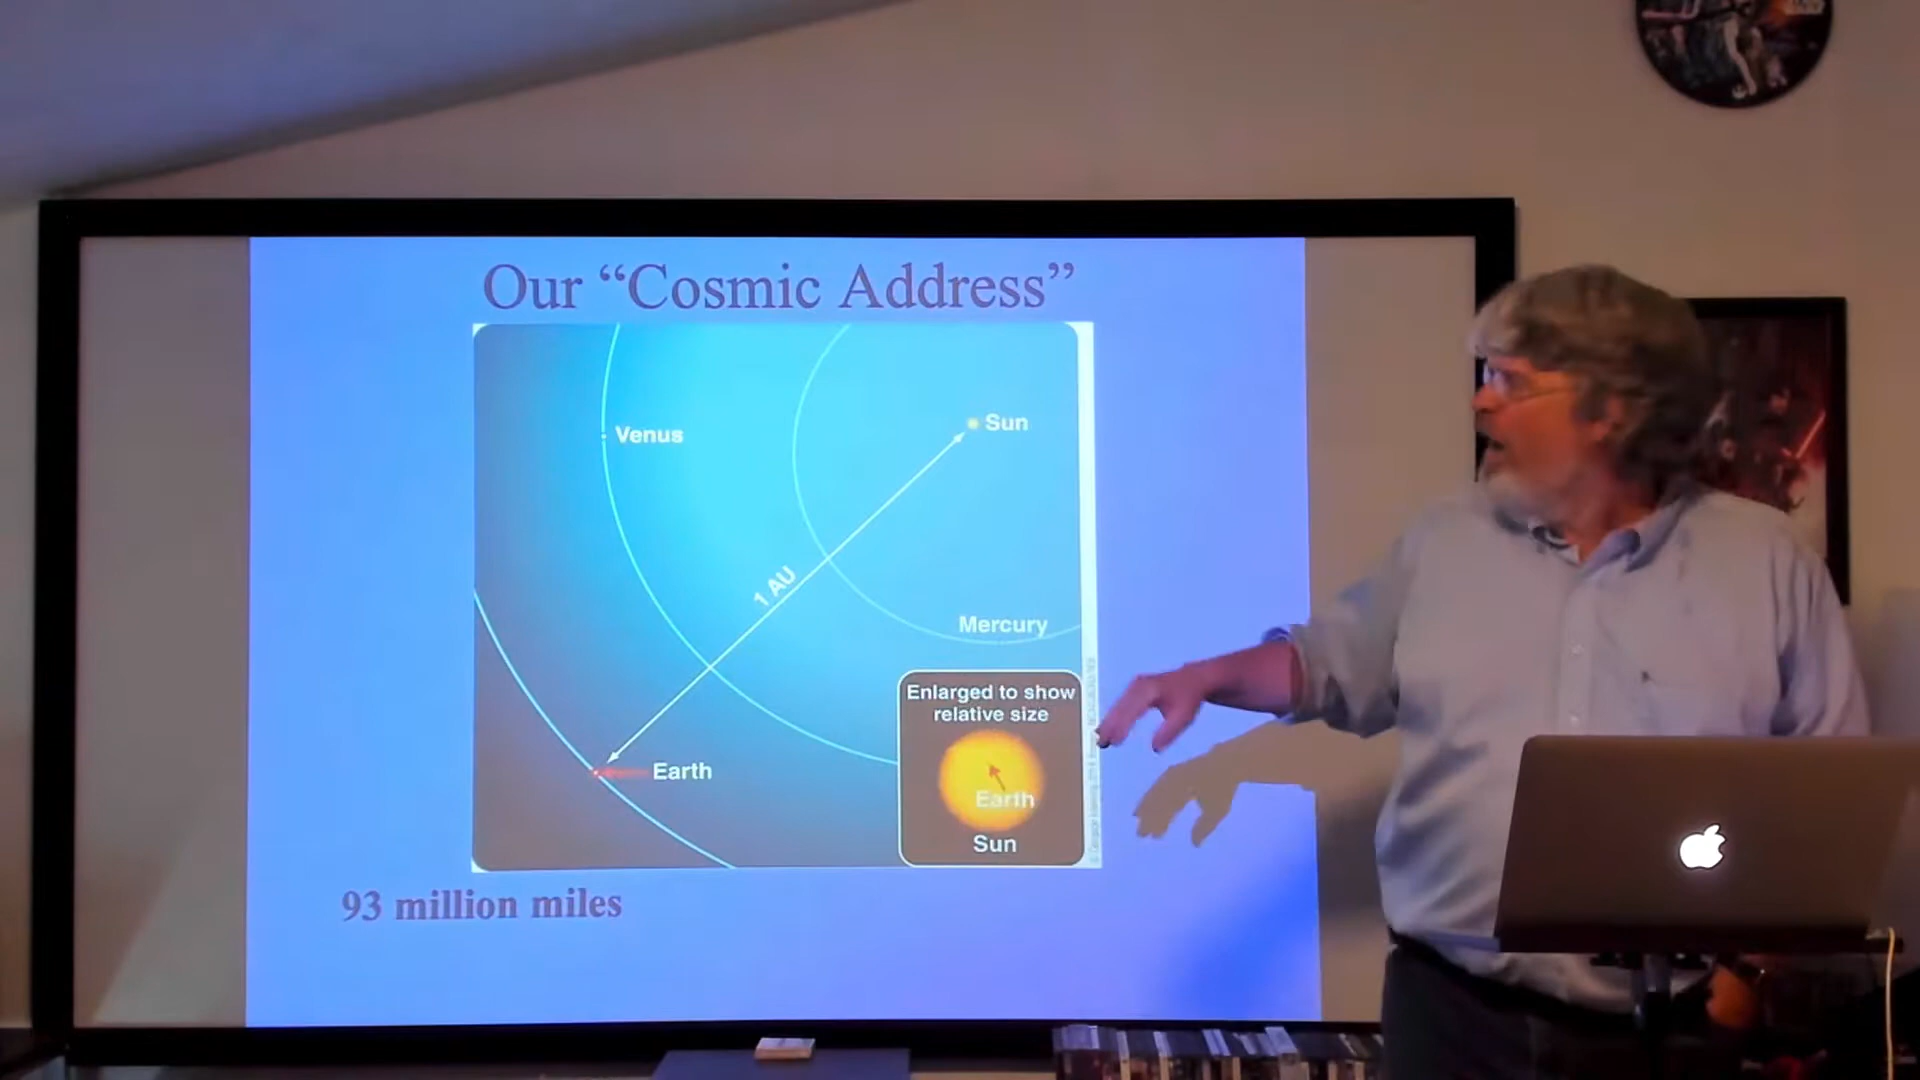 Our “Cosmic Address”
Sun
Venus
1 AU
Mercury
Enlarged to show
relative size
Earth
Earth
Sun
93 million miles